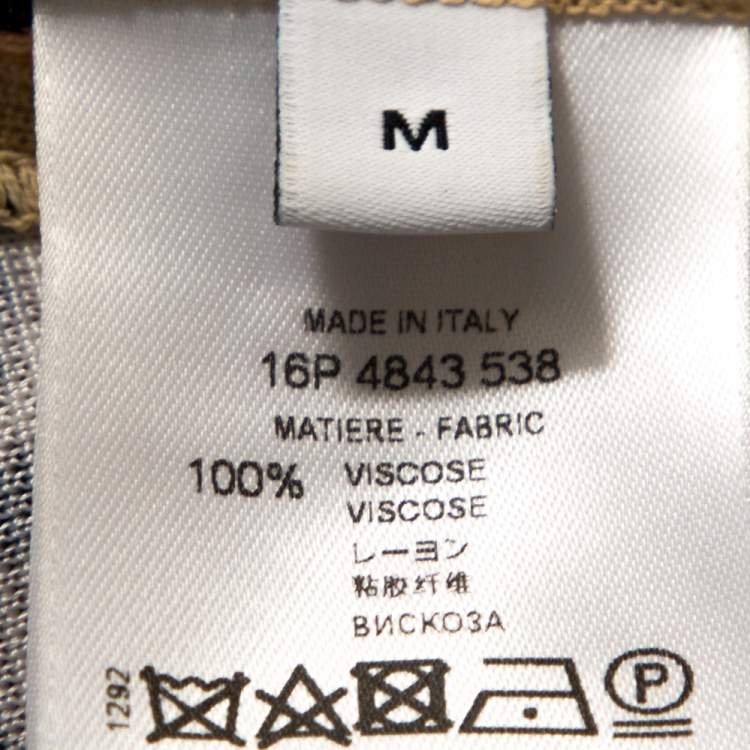 M
MADE IN ITALY
16P 4843 538
MATIERE - FABRIC
100% VISCOSE
VISCOSE
レーヨン
粘胶纤维
ВИСКОЗА
1292
P